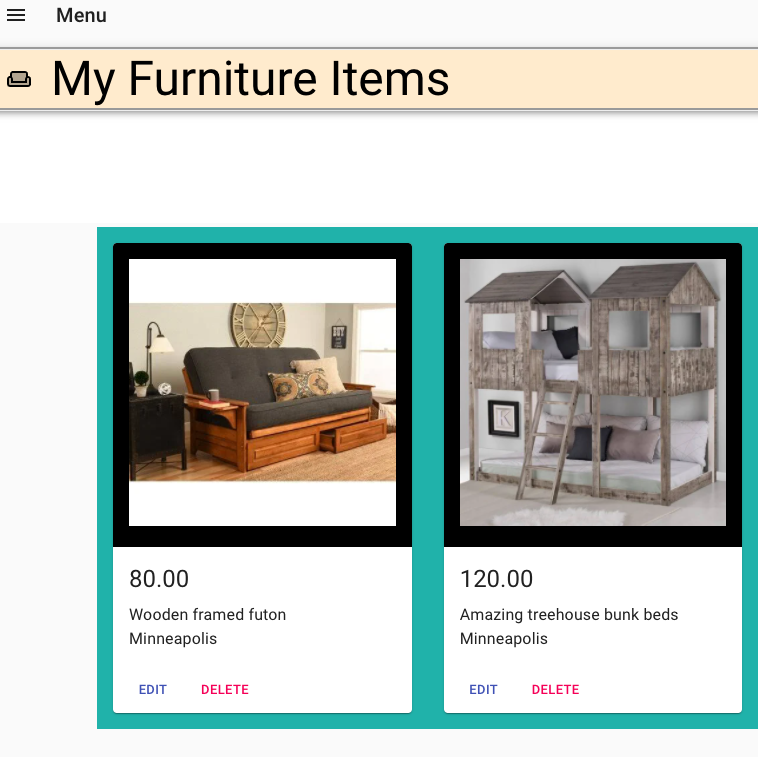 Menu
My Furniture Items
K
80.00
Wooden framed futon
Minneapolis
EDIT
DELETE
120.00
Amazing treehouse bunk beds
Minneapolis
EDIT
DELETE